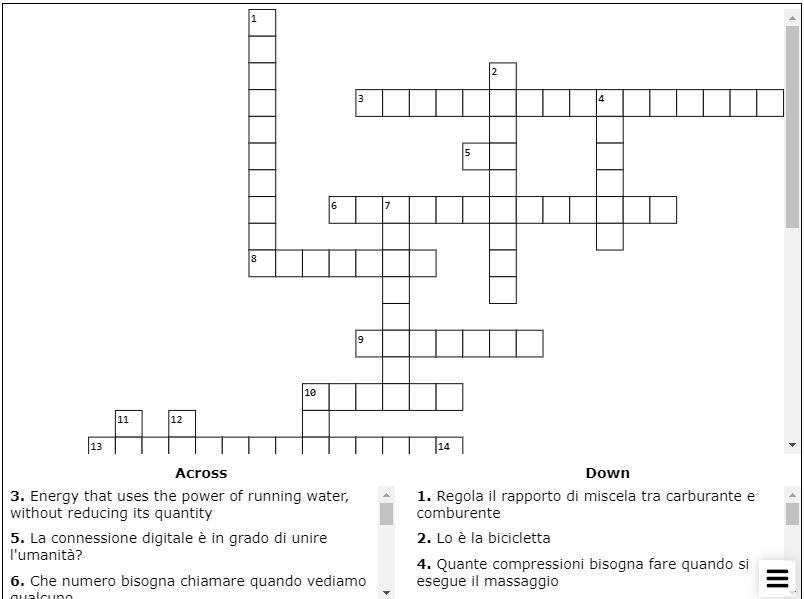 1
2
3
4
5
6
7
8
9
10
11
12
13
14
Across
3. Energy that uses the power of running water,
without reducing its quantity
5. La connessione digitale è in grado di unire
l'umanità?
6. Che numero bisogna chiamare quando vediamo
qualcuno
Down
1. Regola il rapporto di miscela tra carburante e
comburente
2. Lo è la bicicletta
4. Quante compressioni bisogna fare quando si
esegue il massaggio